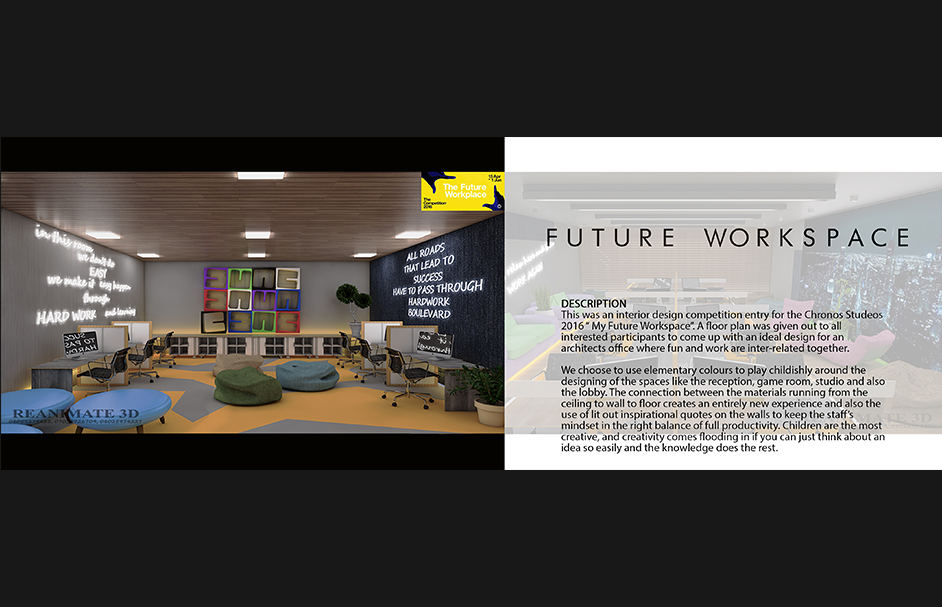 in this room
we don't do
EASY
we make it happen
through
HARD WORK and learning
ALL ROADS
THAT LEAD TO
SUCCESS
HAVE TO PASS THROUGH
HARDWORK
BOULEVARD
The Future
Workplace
The
Competition
2016
REANIMATE 3D
FUTURE WORKSPACE
DESCRIPTION
This was an interior design competition entry for the Chronos Studeos
2016 " My Future Workspace". A floor plan was given out to all
interested participants to come up with an ideal design for an
architects office where fun and work are inter-related together.
We choose to use elementary colours to play childishly around the
designing of the spaces like the reception, game room, studio and also
the lobby. The connection between the materials running from the
ceiling to wall to floor creates an entirely new experience and also the
use of lit out inspirational quotes on the walls to keep the staff's
mindset in the right balance of full productivity. Children are the most
creative, and creativity comes flooding in if you can just think about an
idea so easily and the knowledge does the rest.